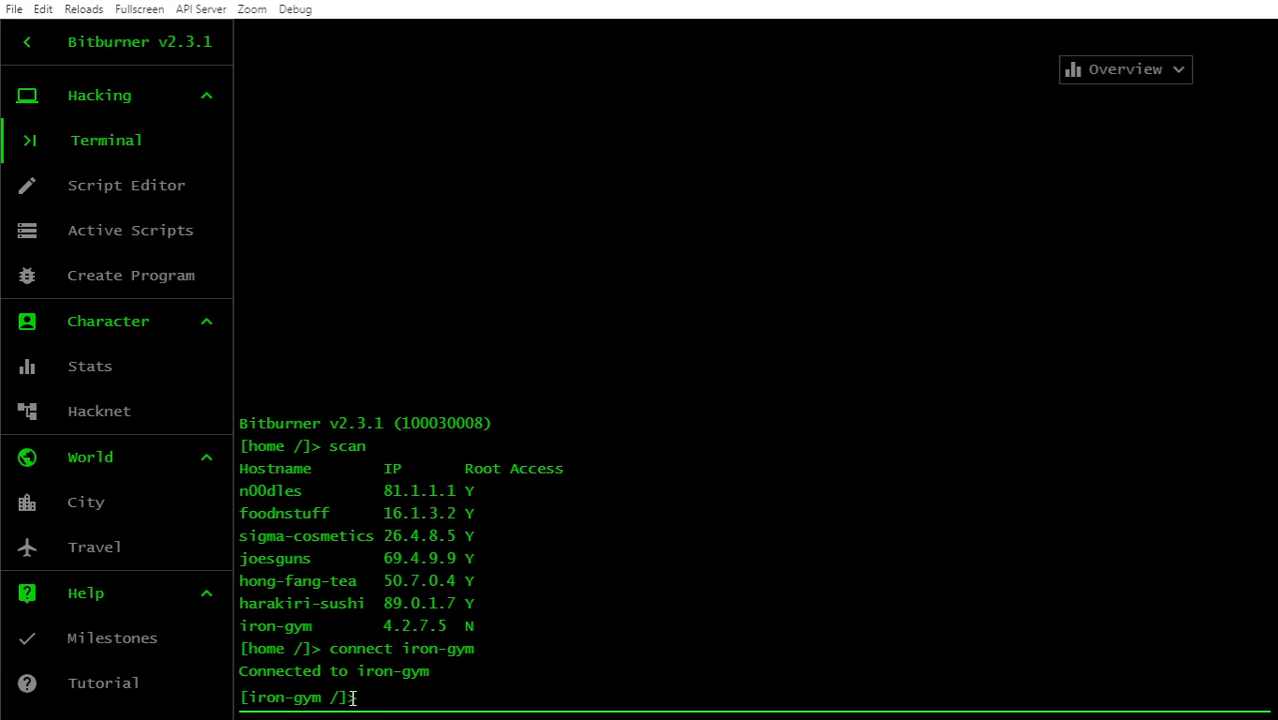 File Edit Reloads Fullscreen API Server Zoom Debug
Bitburner v2.3.1
Overview
Hacking
Terminal
Script Editor
Active Scripts
Create Program
Character
Stats
Hacknet
World
City
Travel
Help
Milestones
Tutorial
Bitburner v2.3.1 (100030008)
[home /]> scan
Hostname IP Root Access
n00dles 81.1.1.1 Y
foodnstuff 16.1.3.2 Y
sigma-cosmetics 26.4.8.5 Y
joesguns 69.4.9.9 Y
hong-fang-tea 50.7.0.4 Y
harakiri-sushi 89.0.1.7 Y
iron-gym 4.2.7.5 N
[home /]> connect iron-gym
Connected to iron-gym
[iron-gym /]>